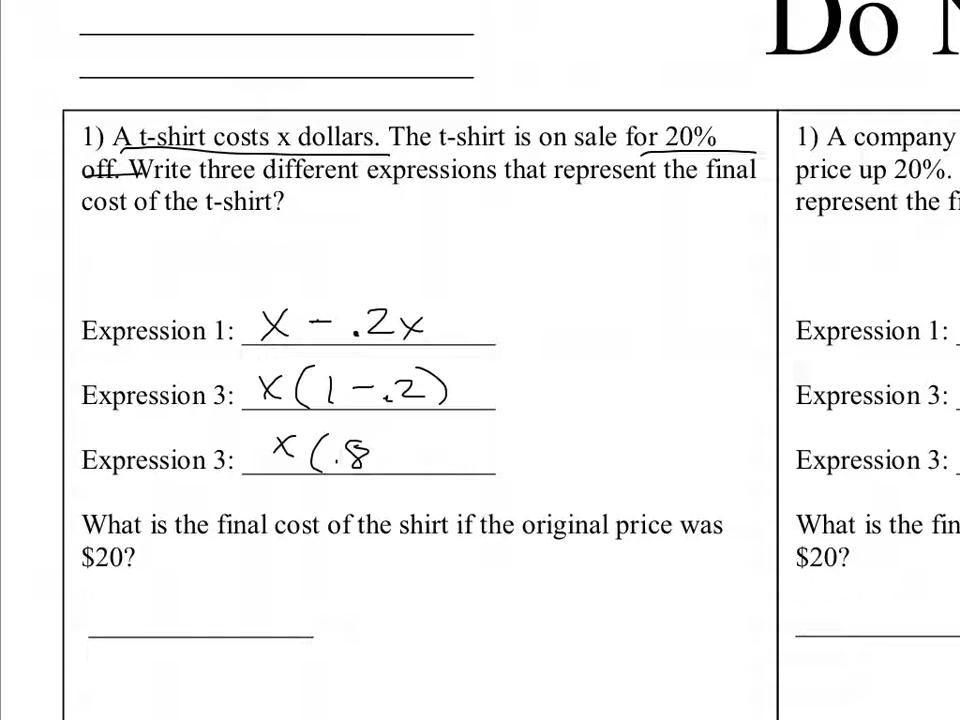 Do N
1) A t-shirt costs x dollars. The t-shirt is on sale for 20%
off. Write three different expressions that represent the final
cost of the t-shirt?
Expression 1: x - .2x
Expression 3: x(1-.2)
Expression 3: x(.8
What is the final cost of the shirt if the original price was
$20?
1) A company
price up 20%.
represent the fi
Expression 1:
Expression 3:
Expression 3:
What is the fin
$20?